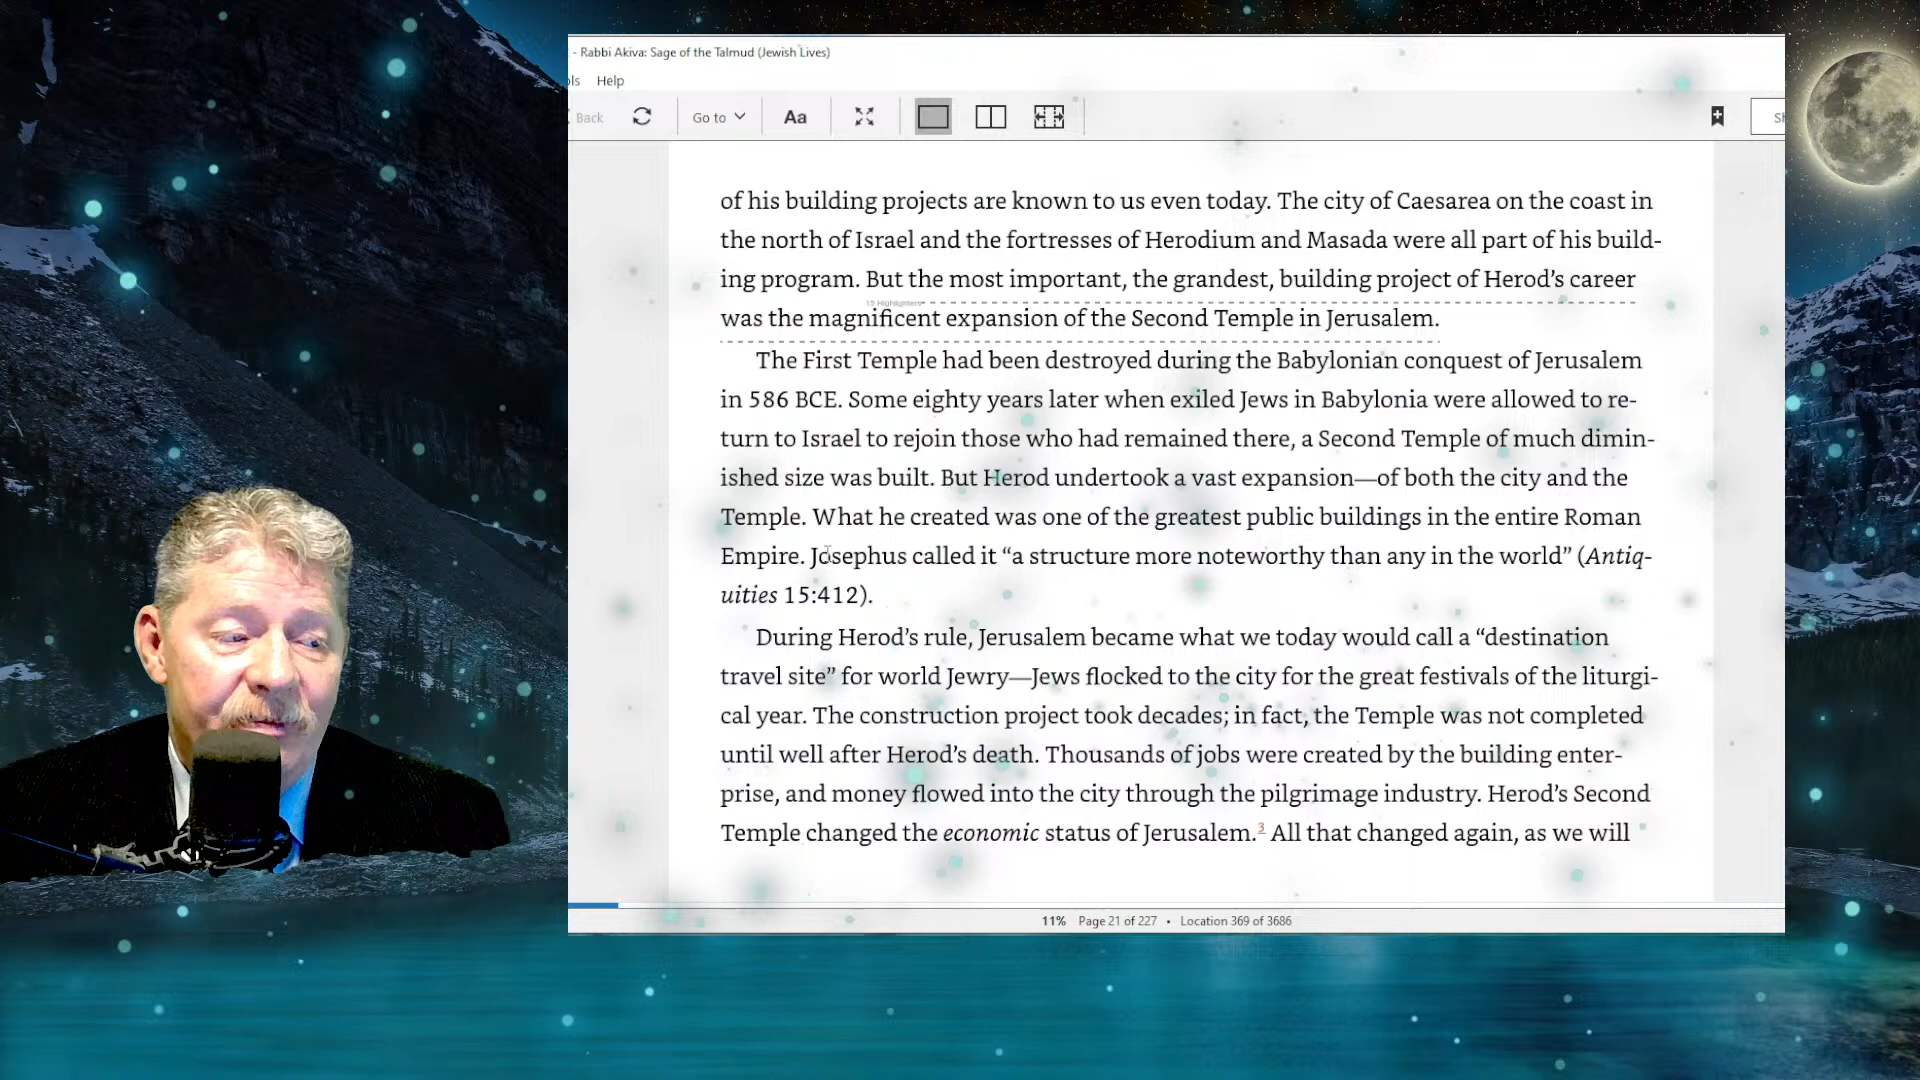 - Rabbi Akiva: Sage of the Talmud (Jewish Lives)
ols Help
Back Go to Aa
of his building projects are known to us even today. The city of Caesarea on the coast in
the north of Israel and the fortresses of Herodium and Masada were all part of his build-
ing program. But the most important, the grandest, building project of Herod’s career
15 Highlighters
was the magnificent expansion of the Second Temple in Jerusalem.
The First Temple had been destroyed during the Babylonian conquest of Jerusalem
in 586 BCE. Some eighty years later when exiled Jews in Babylonia were allowed to re-
turn to Israel to rejoin those who had remained there, a Second Temple of much dimin-
ished size was built. But Herod undertook a vast expansion—of both the city and the
Temple. What he created was one of the greatest public buildings in the entire Roman
Empire. Josephus called it “a structure more noteworthy than any in the world” (Antiq-
uities 15:412).
During Herod’s rule, Jerusalem became what we today would call a “destination
travel site” for world Jewry—Jews flocked to the city for the great festivals of the liturgi-
cal year. The construction project took decades; in fact, the Temple was not completed
until well after Herod’s death. Thousands of jobs were created by the building enter-
prise, and money flowed into the city through the pilgrimage industry. Herod’s Second
Temple changed the economic status of Jerusalem.3 All that changed again, as we will
11% Page 21 of 227 • Location 369 of 3686